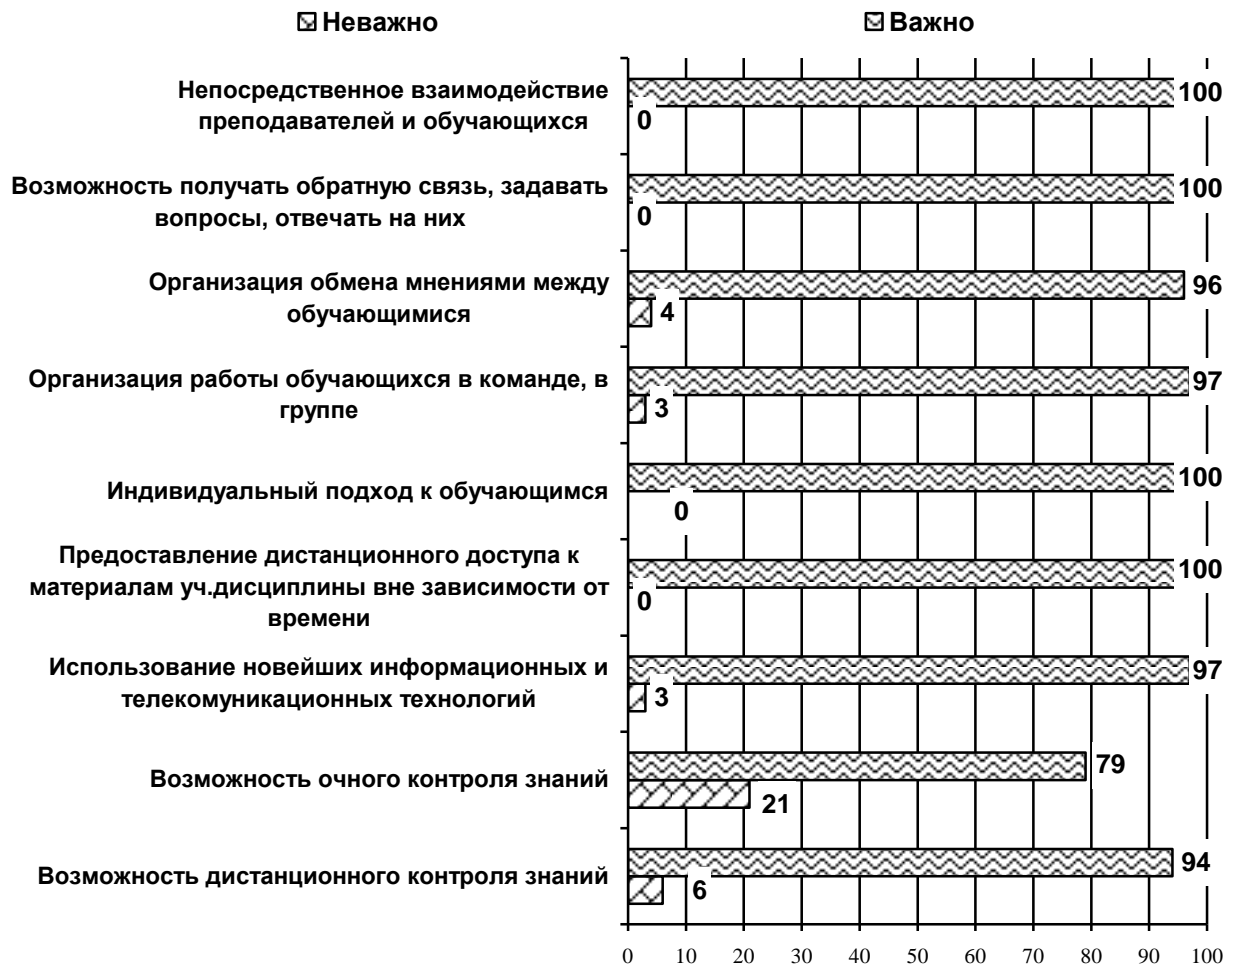 Неважно
Важно
Непосредственное взаимодействие
преподавателей и обучающихся
100
0
Возможность получать обратную связь, задавать
вопросы, отвечать на них
100
0
Организация обмена мнениями между
обучающимися
96
4
Организация работы обучающихся в команде, в
группе
97
3
Индивидуальный подход к обучающимся
100
0
Предоставление дистанционного доступа к
материалам уч.дисциплины вне зависимости от
времени
100
0
Использование новейших информационных и
телекомуникационных технологий
97
3
Возможность очного контроля знаний
79
21
Возможность дистанционного контроля знаний
94
6
0 10 20 30 40 50 60 70 80 90 100